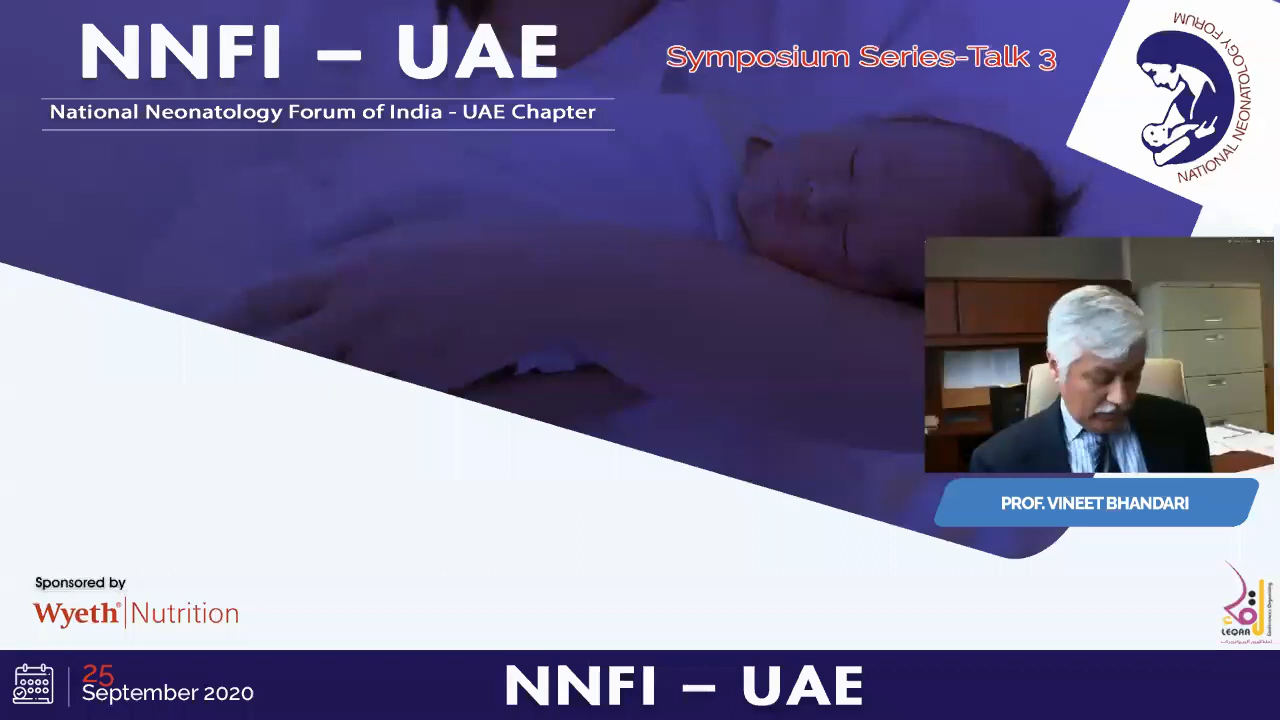 NNFI – UAE
National Neonatology Forum of India - UAE Chapter
Symposium Series-Talk 3
NATIONAL NEONATOLOGY FORUM
PROF. VINEET BHANDARI
Sponsored by
Wyeth® Nutrition
LEQAA
25
September 2020
NNFI – UAE